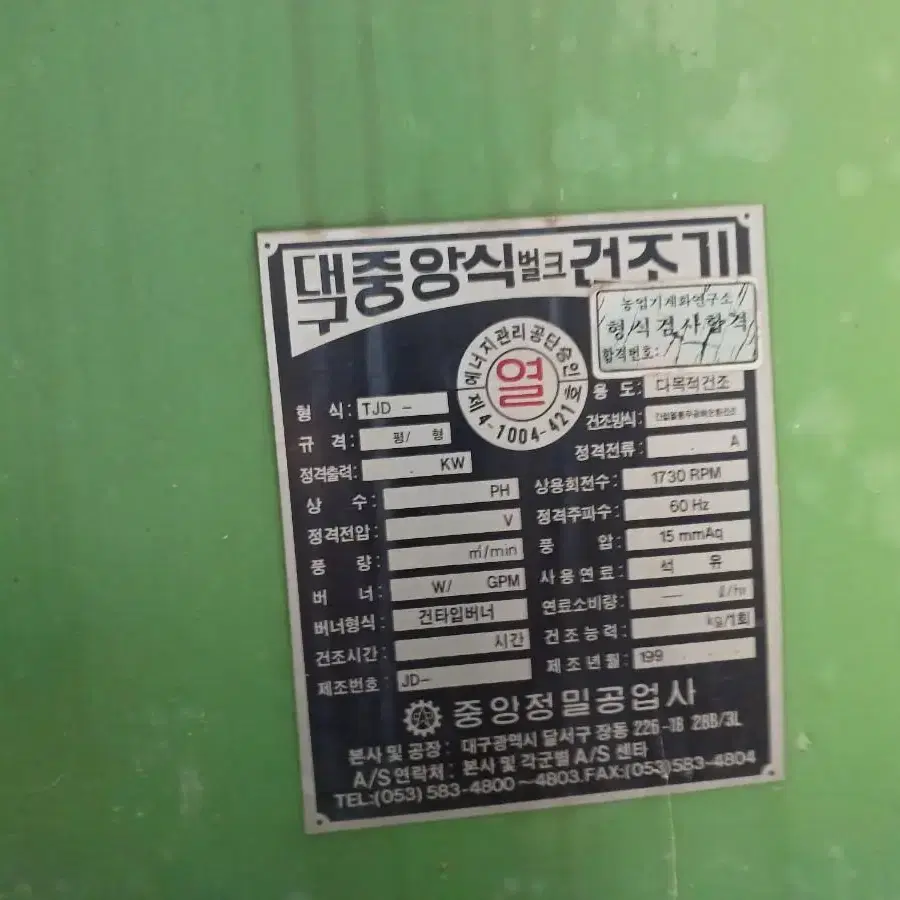 대구 중앙식 벌크 건조기
농업기계화연구소
형식검사합격
합격번호:
에너지관리공단승인
열
제 4-1004-421호
형 식: TJD -
용 도: 다목적건조
규 격: 평/ 형
건조방식:
정격출력: KW
정격전류: A
상 수: PH
상용회전수: 1730 RPM
정격전압: V
정격주파수: 60 Hz
풍 량: ㎥/min
풍 압: 15 mmAq
버 너: W/ GPM
사용연료: 석 유
버너형식: 건타입버너
연료소비량: ― ℓ/hr
건조시간: 시간
건조능력: kg/1회
제조번호: JD-
제조년월: 199
중앙정밀공업사
본사 및 공장: 대구광역시 달서구 장동 226-18 28B/3L
A/S 연락처: 본사 및 각군별 A/S 센타
TEL:(053) 583-4800~4803. FAX:(053)583-4804